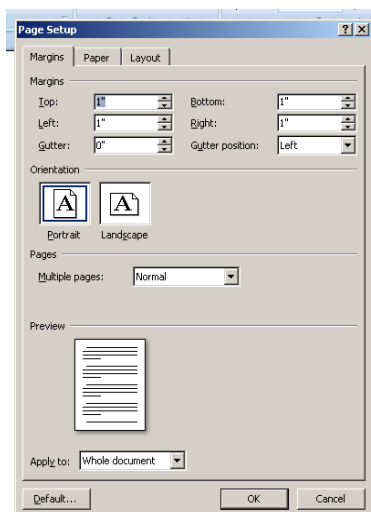 Page Setup
Margins Paper Layout
Margins
Top: 1" Bottom: 1"
Left: 1" Right: 1"
Gutter: 0" Gutter position: Left
Orientation
A A
Portrait Landscape
Pages
Multiple pages: Normal
Preview
Apply to: Whole document
Default... OK Cancel